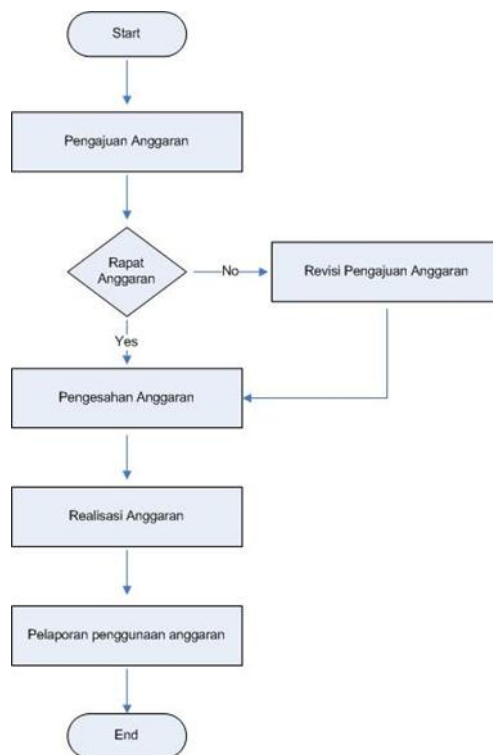 Start
Pengajuan Anggaran
Rapat
Anggaran
No
Revisi Pengajuan Anggaran
Yes
Pengesahan Anggaran
Realisasi Anggaran
Pelaporan penggunaan anggaran
End